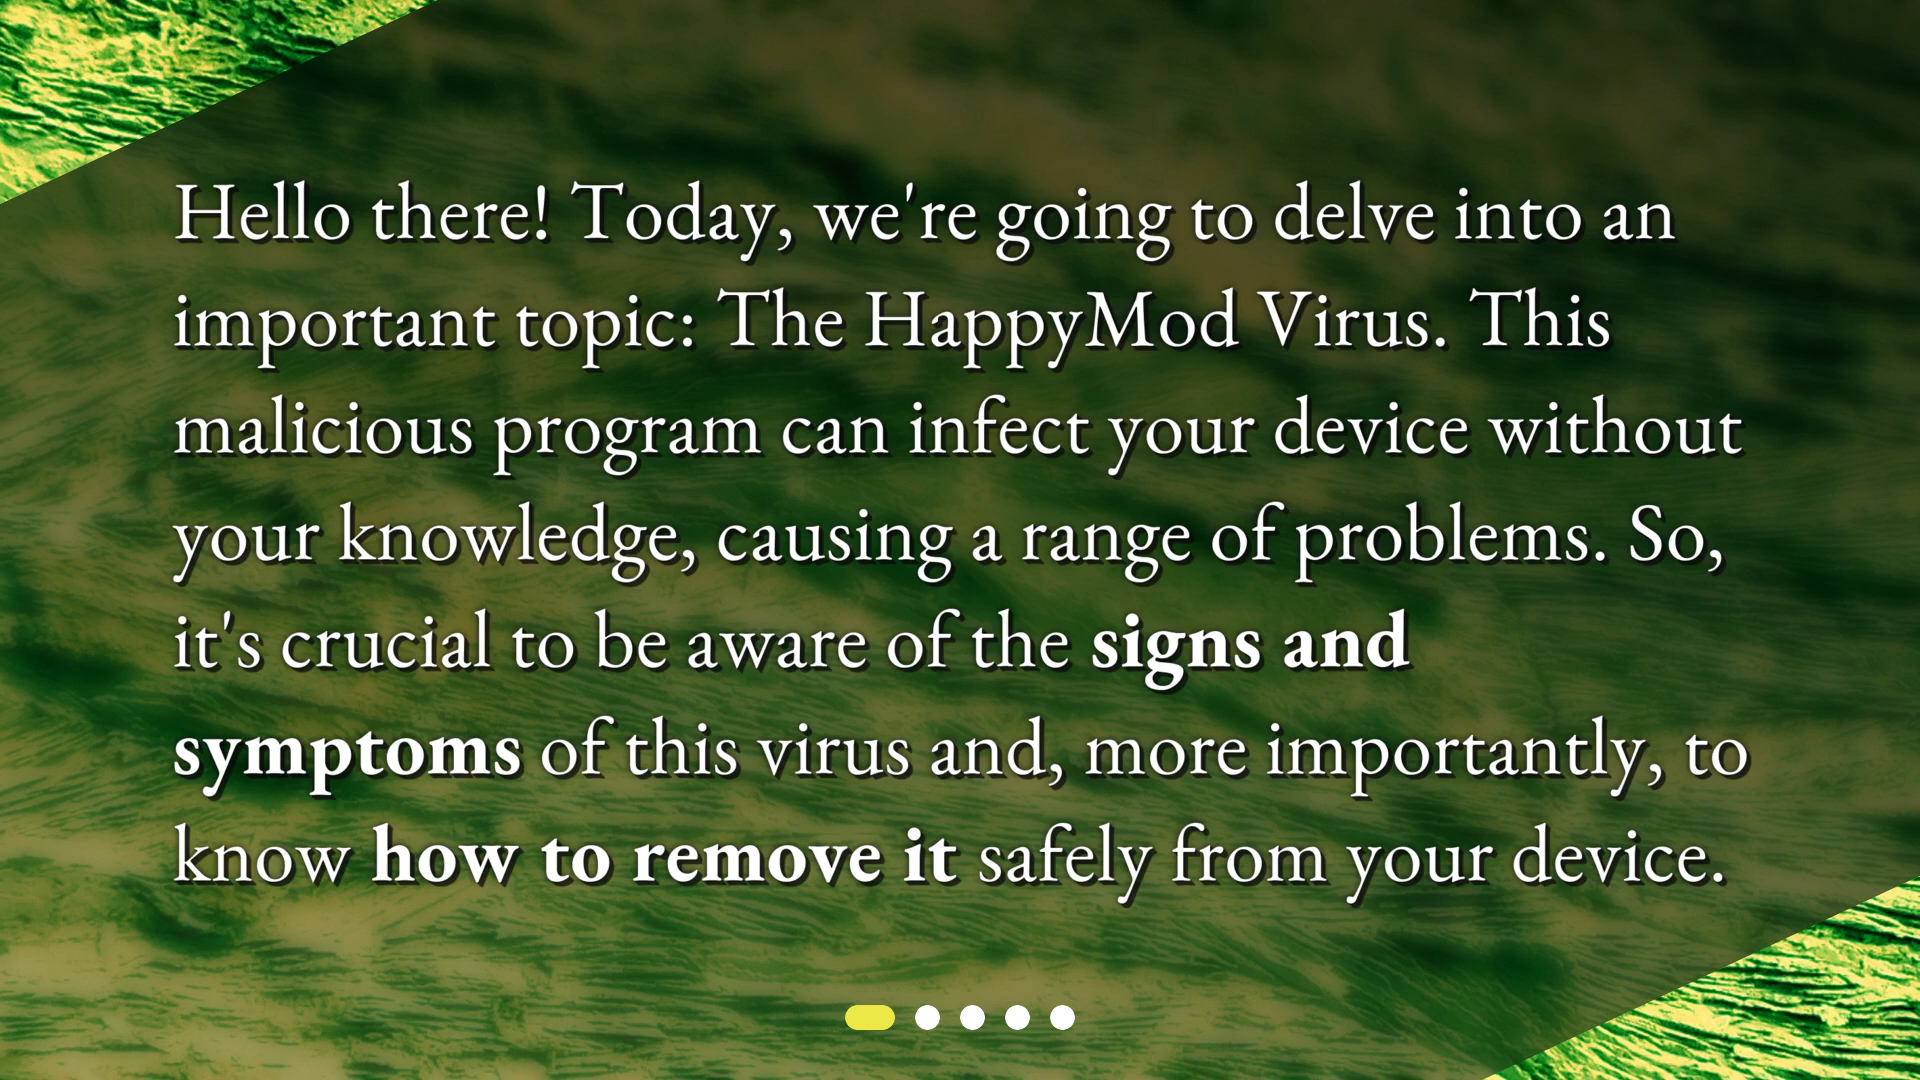 Hello there! Today, we're going to delve into an
important topic: The HappyMod Virus. This
malicious program can infect your device without
your knowledge, causing a range of problems. So,
it's crucial to be aware of the signs and
symptoms of this virus and, more importantly, to
know how to remove it safely from your device.